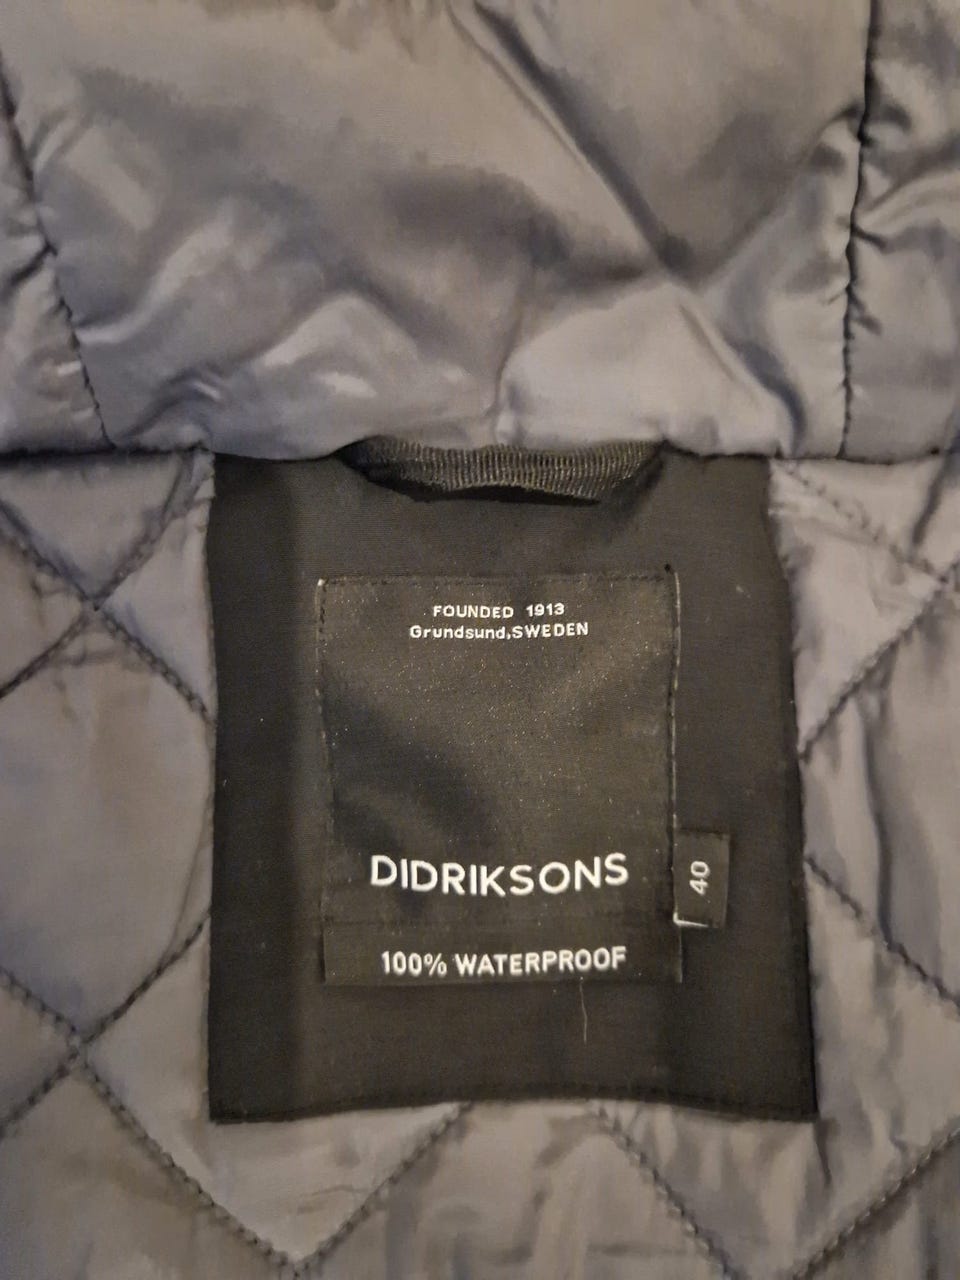 FOUNDED 1913
Grundsund,SWEDEN
DIDRIKSONS
40
100% WATERPROOF